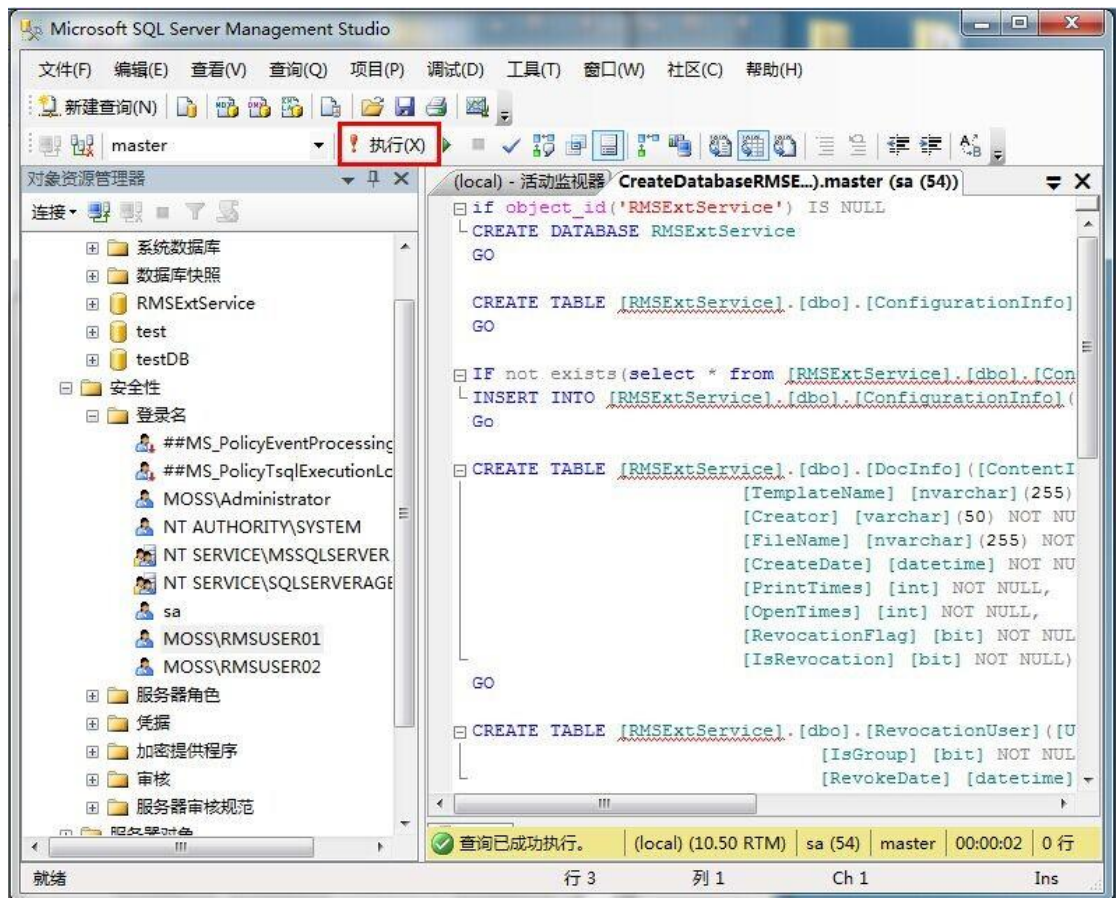 Microsoft SQL Server Management Studio
文件(F) 编辑(E) 查看(V) 查询(Q) 项目(P) 调试(D) 工具(T) 窗口(W) 社区(C) 帮助(H)
新建查询(N)
master 执行(X)
对象资源管理器
连接
系统数据库
数据库快照
RMSExtService
test
testDB
安全性
登录名
##MS_PolicyEventProcessing
##MS_PolicyTsqlExecutionLo
MOSS\Administrator
NT AUTHORITY\SYSTEM
NT SERVICE\MSSQLSERVER
NT SERVICE\SQLSERVERAGE
sa
MOSS\RMSUSER01
MOSS\RMSUSER02
服务器角色
凭据
加密提供程序
审核
服务器审核规范
服务器对象
(local) - 活动监视器 CreateDatabaseRMSE...).master (sa (54))
if object_id('RMSExtService') IS NULL
CREATE DATABASE RMSExtService
GO
CREATE TABLE [RMSExtService].[dbo].[ConfigurationInfo]
GO
IF not exists(select * from [RMSExtService].[dbo].[Con
INSERT INTO [RMSExtService].[dbo].[ConfigurationInfo](
Go
CREATE TABLE [RMSExtService].[dbo].[DocInfo]([ContentI
[TemplateName] [nvarchar](255)
[Creator] [varchar](50) NOT NU
[FileName] [nvarchar](255) NOT
[CreateDate] [datetime] NOT NU
[PrintTimes] [int] NOT NULL,
[OpenTimes] [int] NOT NULL,
[RevocationFlag] [bit] NOT NUL
[IsRevocation] [bit] NOT NULL)
GO
CREATE TABLE [RMSExtService].[dbo].[RevocationUser]([U
[IsGroup] [bit] NOT NUL
[RevokeDate] [datetime]
查询已成功执行。 (local) (10.50 RTM) sa (54) master 00:00:02 0 行
就绪 行 3 列 1 Ch 1 Ins